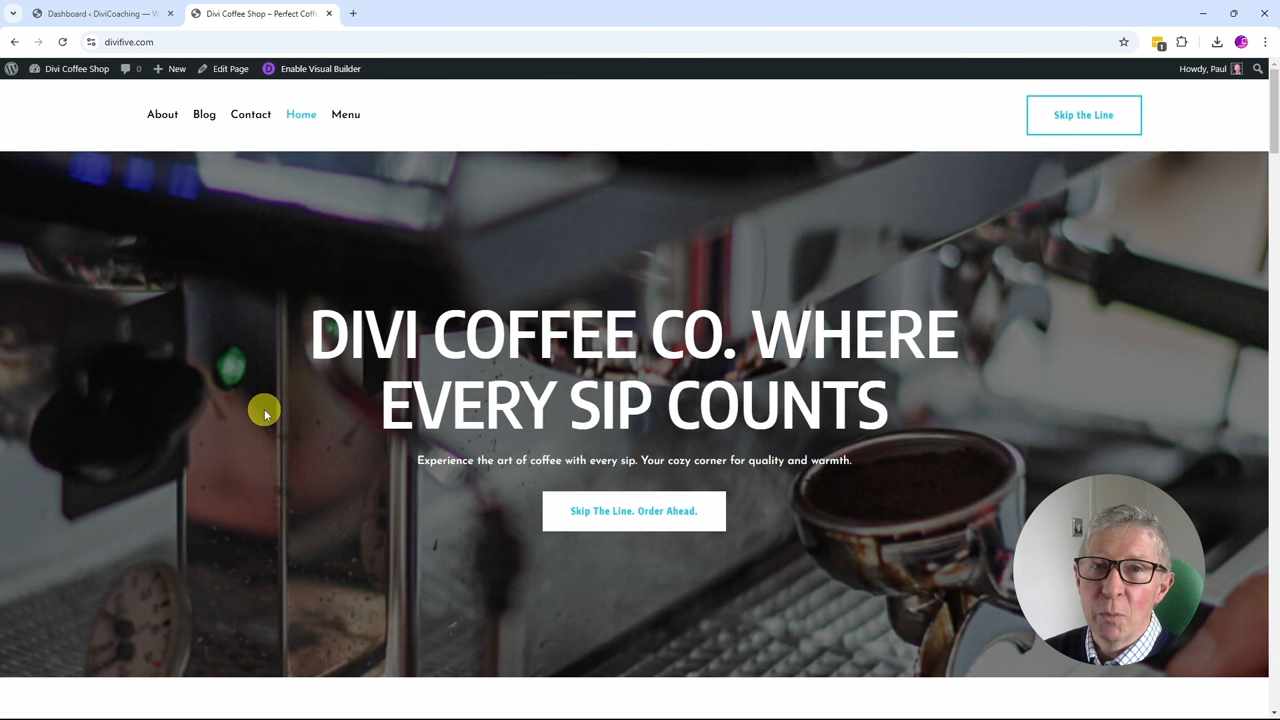 Dashboard ‹ DiviCoaching — W
Divi Coffee Shop – Perfect Coff
divifive.com
1
Divi Coffee Shop
0
New
Edit Page
Enable Visual Builder
Howdy, Paul
About Blog Contact Home Menu
Skip the Line
DIVI COFFEE CO. WHERE
EVERY SIP COUNTS
Experience the art of coffee with every sip. Your cozy corner for quality and warmth.
Skip The Line. Order Ahead.